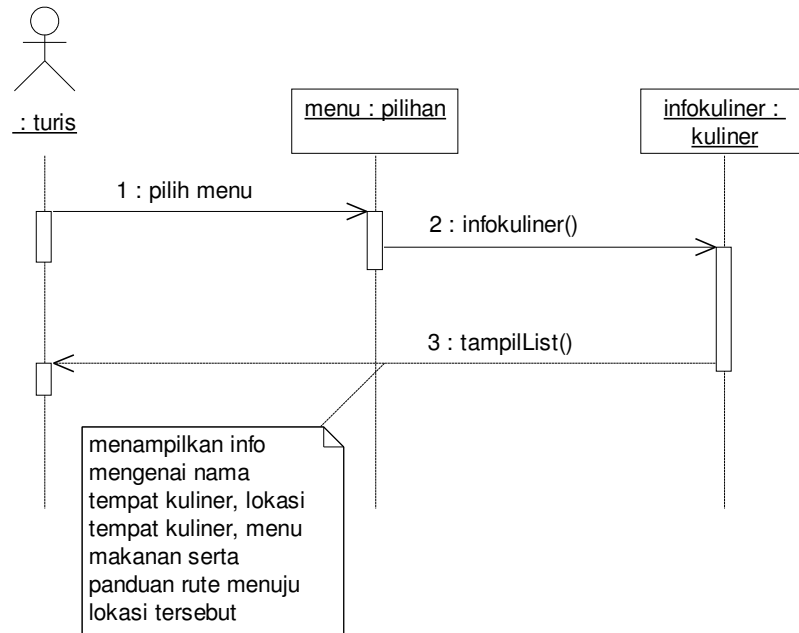 : turis
menu : pilihan
infokuliner :
kuliner
1 : pilih menu
2 : infokuliner()
3 : tampilList()
menampilkan info
mengenai nama
tempat kuliner, lokasi
tempat kuliner, menu
makanan serta
panduan rute menuju
lokasi tersebut